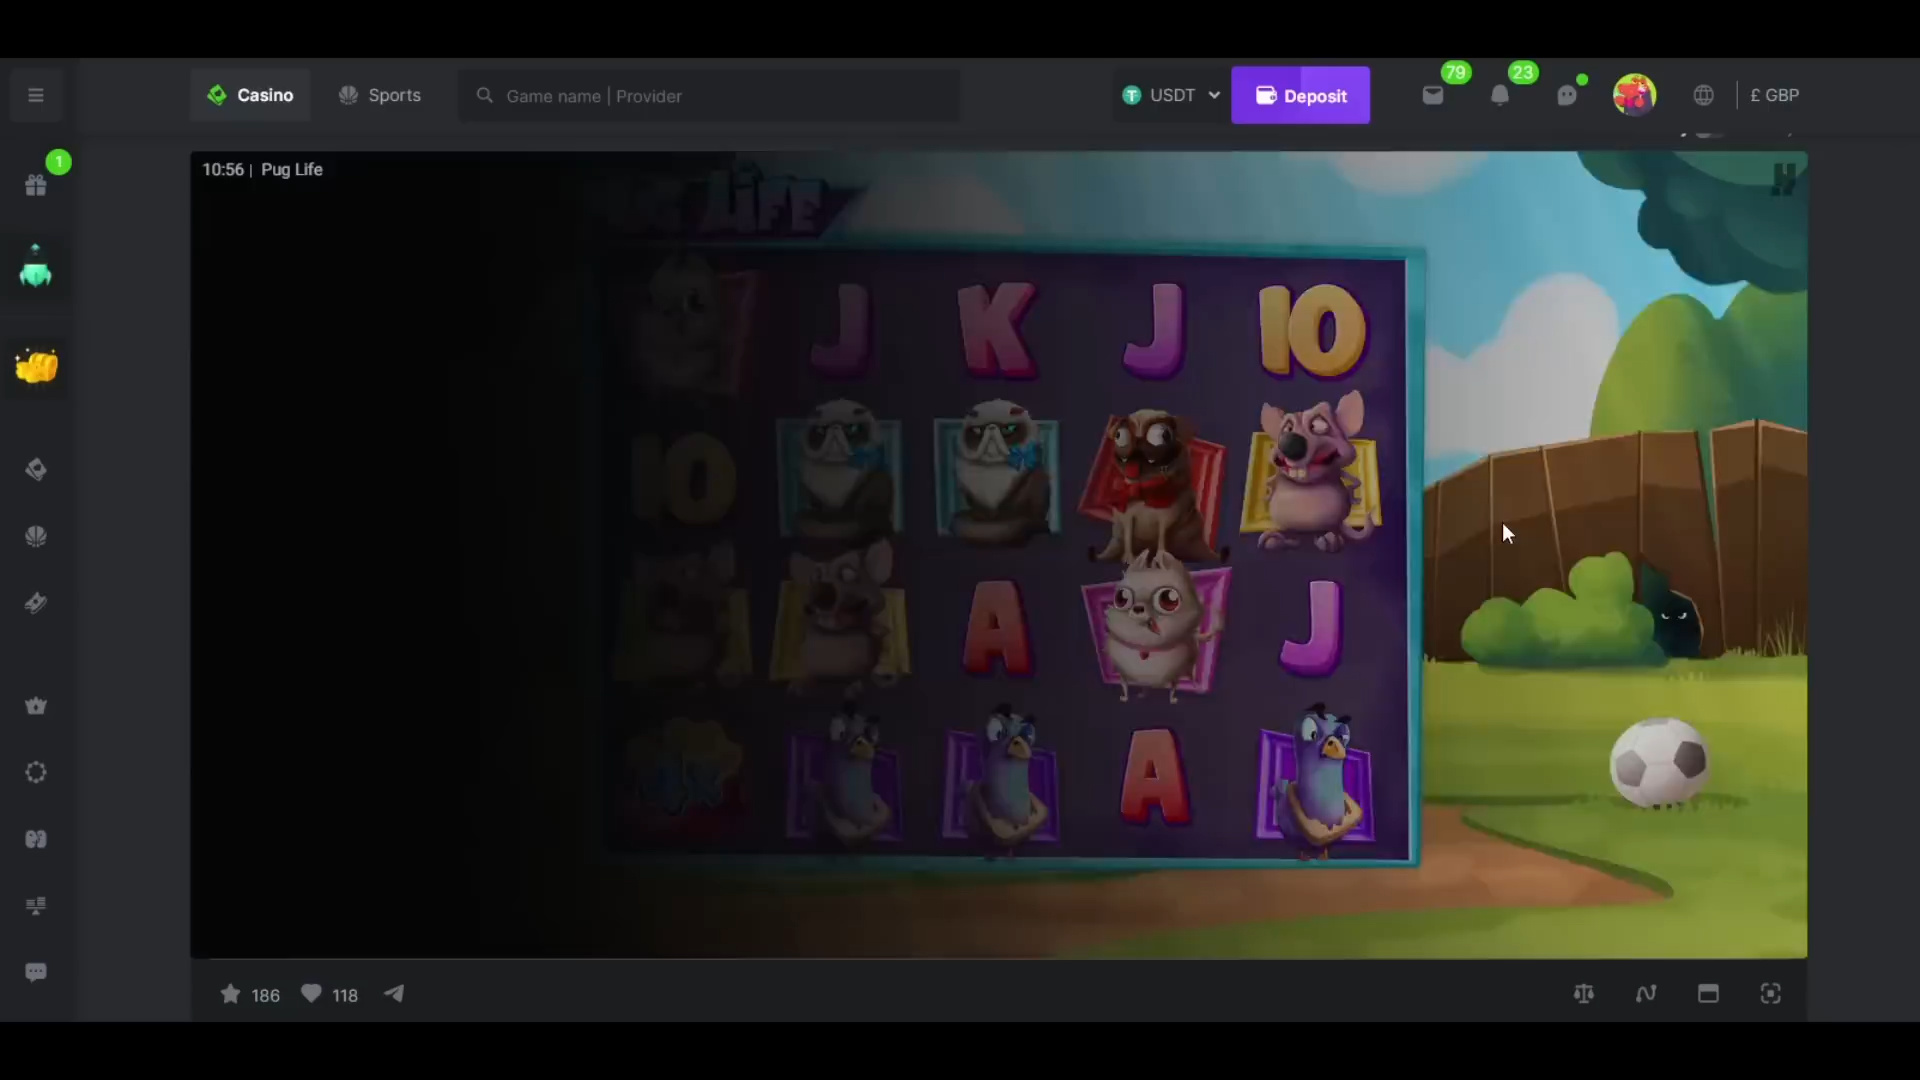 79
23
Casino
Sports
Game name | Provider
USDT
Deposit
£ GBP
1
10:56 | Pug Life
LIFE
J K J 10
10
A J
A
186
118